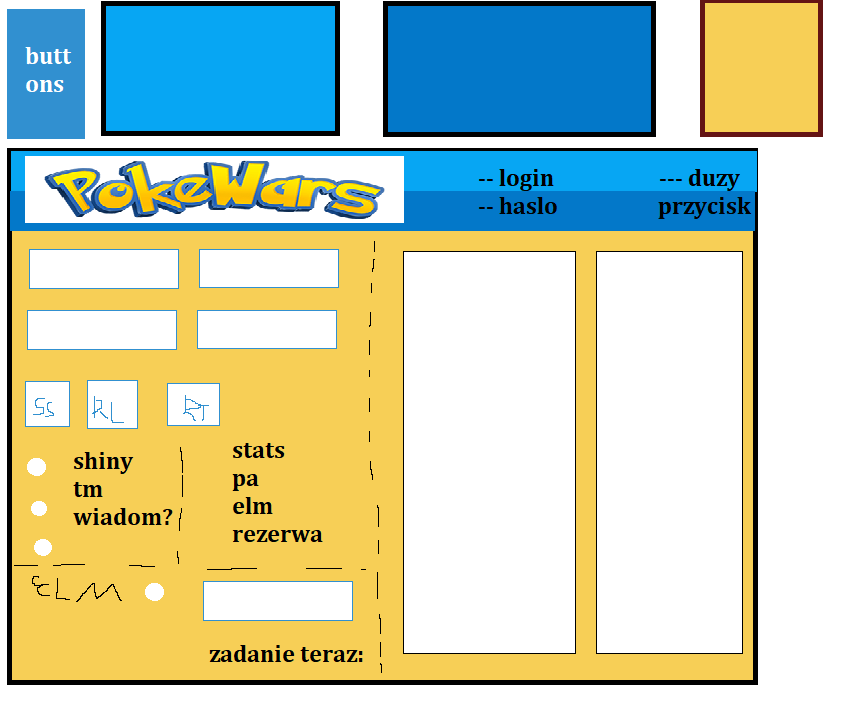 butt
ons
PokeWars
-- login
--- duzy
-- haslo
przycisk
SS
RL
RT
shiny
tm
wiadom?
stats
pa
elm
rezerwa
ELM
zadanie teraz: